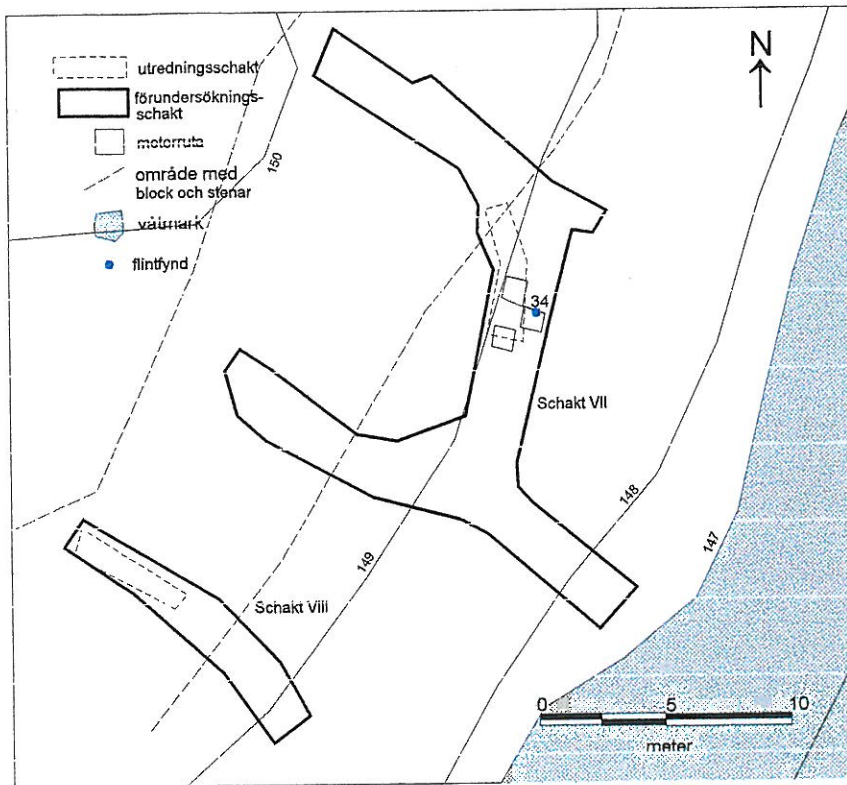 N
utredningsschakt
förundersöknings-
schakt
meterruta
område med
block och stenar
våtmark
flintfynd
150
34
Schakt VII
148
147
149
Schakt Viii
0 5 10
meter